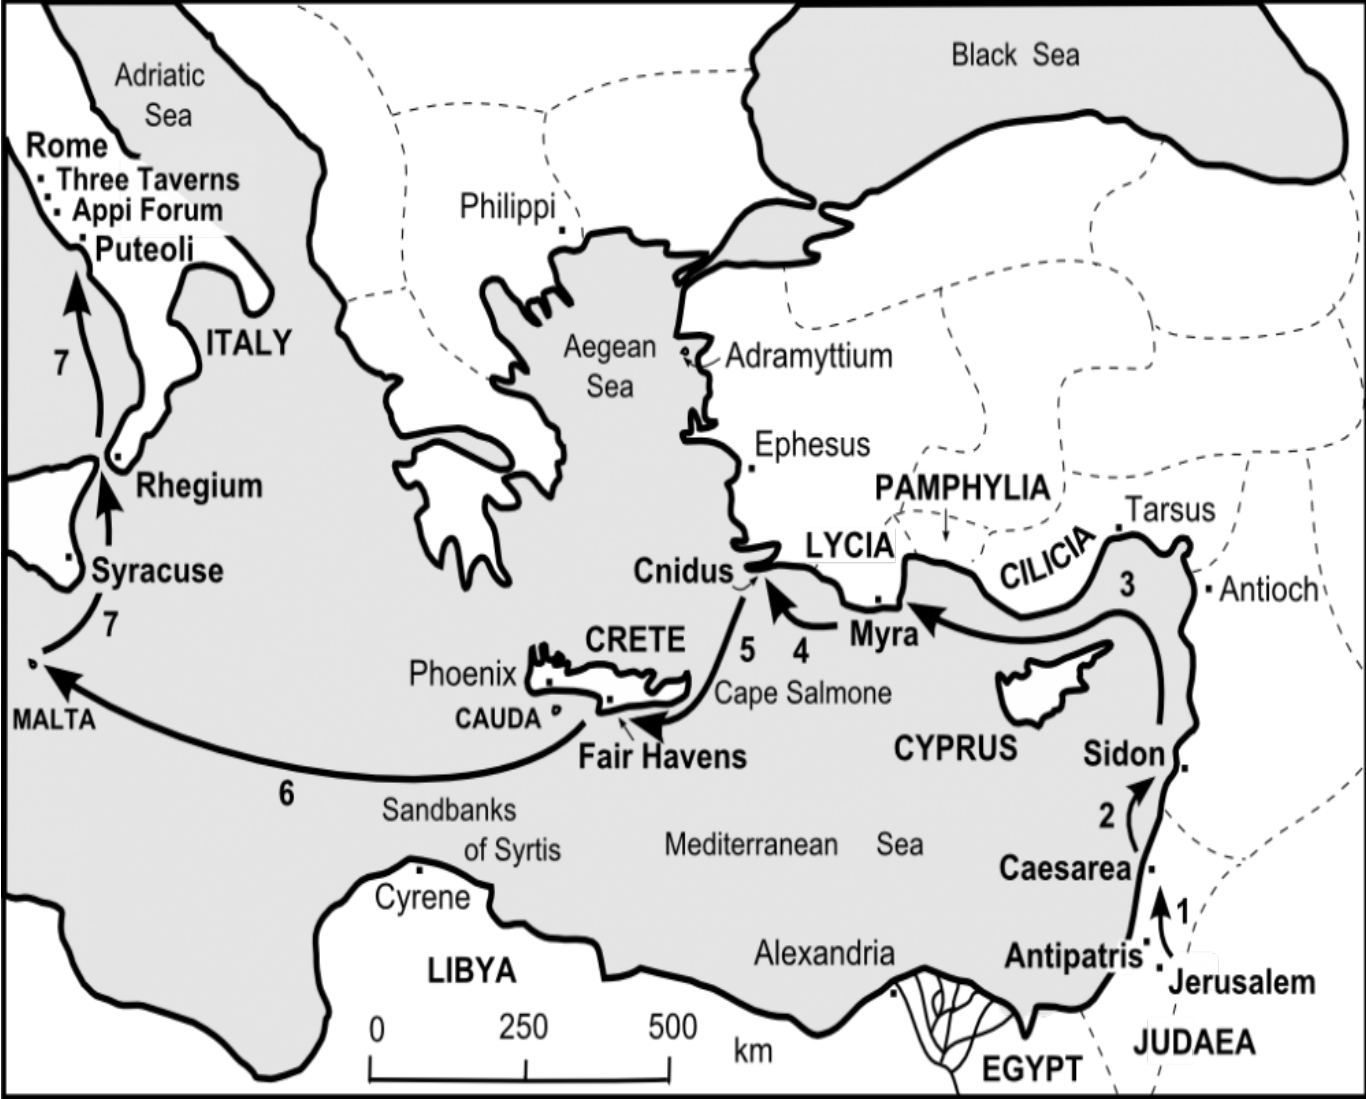 Black Sea
Adriatic
Sea
Rome
Three Taverns
Appi Forum
Puteoli
Philippi
ITALY
7
Aegean
Sea
Adramyttium
Ephesus
PAMPHYLIA
Rhegium
Tarsus
LYCIA
CILICIA
Syracuse
Cnidus
3
Antioch
7
Myra
CRETE
5
4
Phoenix
Cape Salmone
MALTA
CAUDA
CYPRUS
Sidon
Fair Havens
6
2
Sandbanks
of Syrtis
Mediterranean Sea
Caesarea
Cyrene
1
Alexandria
Antipatris
LIBYA
Jerusalem
0 250 500
km
JUDAEA
EGYPT